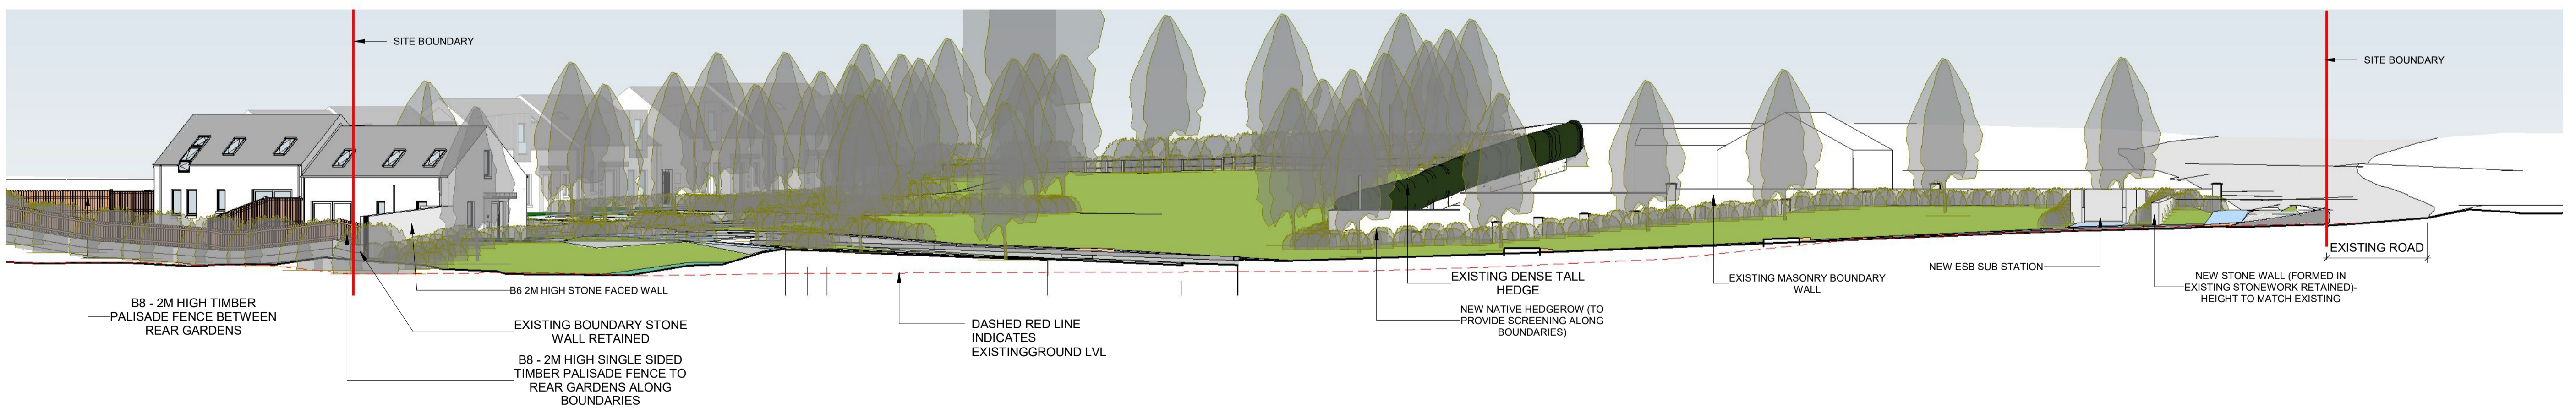 SITE BOUNDARY
SITE BOUNDARY
B8 - 2M HIGH TIMBER
PALISADE FENCE BETWEEN
REAR GARDENS
B6 2M HIGH STONE FACED WALL
EXISTING BOUNDARY STONE
WALL RETAINED
B8 - 2M HIGH SINGLE SIDED
TIMBER PALISADE FENCE TO
REAR GARDENS ALONG
BOUNDARIES
DASHED RED LINE
INDICATES
EXISTINGGROUND LVL
EXISTING DENSE TALL
HEDGE
NEW NATIVE HEDGEROW (TO
PROVIDE SCREENING ALONG
BOUNDARIES)
EXISTING MASONRY BOUNDARY
WALL
NEW ESB SUB STATION
NEW STONE WALL (FORMED IN
EXISTING STONEWORK RETAINED)-
HEIGHT TO MATCH EXISTING
EXISTING ROAD